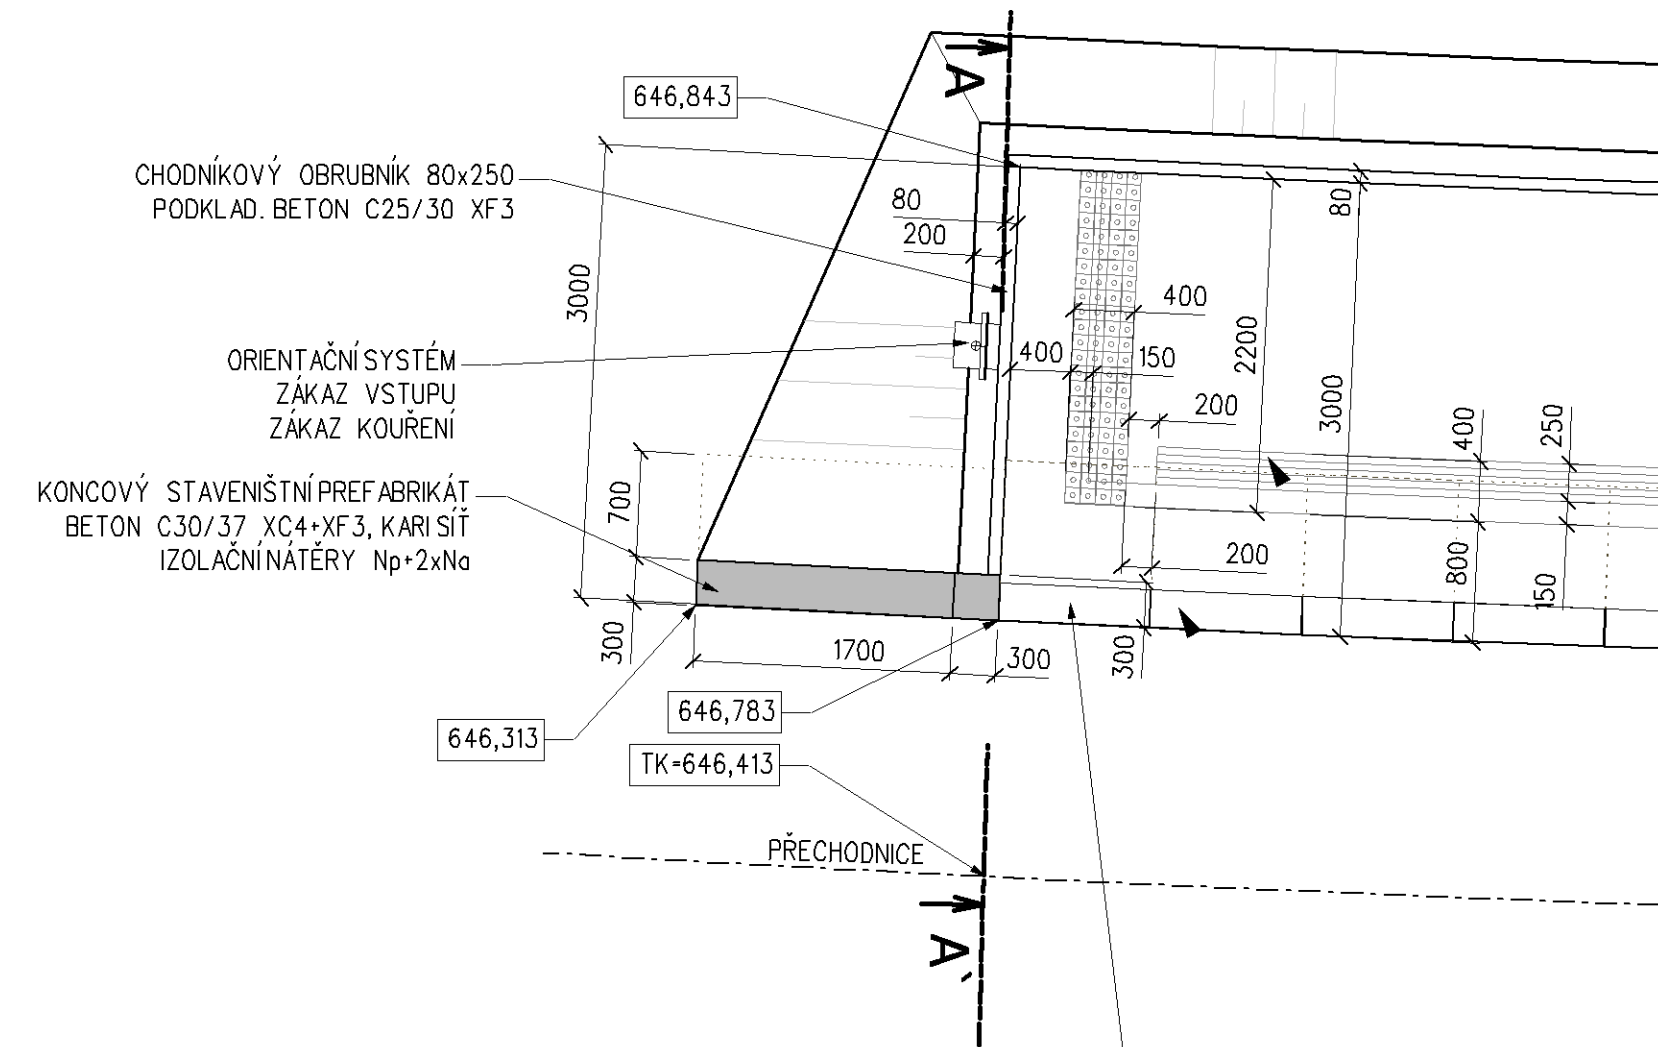 A
646,843
CHODNÍKOVÝ OBRUBNÍK 80x250
PODKLAD. BETON C25/30 XF3
80
200
80
3000
400
2200
400
150
ORIENTAČNÍ SYSTÉM
ZÁKAZ VSTUPU
ZÁKAZ KOUŘENÍ
3000
200
400
250
KONCOVÝ STAVENIŠTNÍ PREFABRIKÁT
BETON C30/37 XC4+XF3, KARI SÍŤ
IZOLAČNÍ NÁTĚRY Np+2xNa
700
200
800
150
300
1700
300
300
646,783
646,313
TK=646,413
PŘECHODNICE
A`